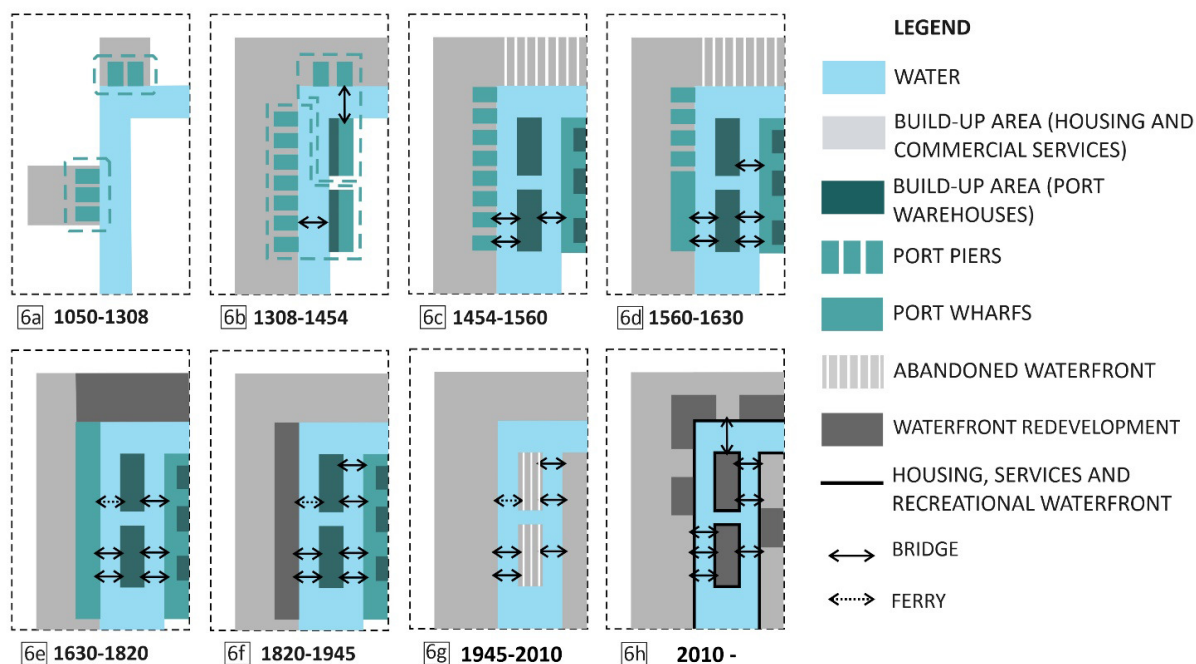 6a 1050-1308
6b 1308-1454
6c 1454-1560
6d 1560-1630
6e 1630-1820
6f 1820-1945
6g 1945-2010
6h 2010 -
LEGEND
WATER
BUILD-UP AREA (HOUSING AND
COMMERCIAL SERVICES)
BUILD-UP AREA (PORT
WAREHOUSES)
PORT PIERS
PORT WHARFS
ABANDONED WATERFRONT
WATERFRONT REDEVELOPMENT
HOUSING, SERVICES AND
RECREATIONAL WATERFRONT
BRIDGE
FERRY